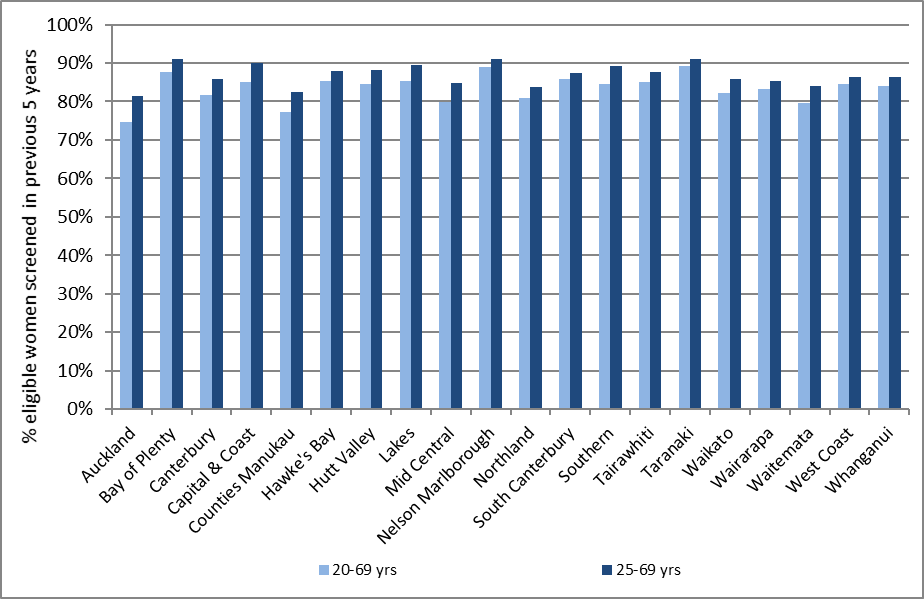 % eligible women screened in previous 5 years
100%
90%
80%
70%
60%
50%
40%
30%
20%
10%
0%
Auckland
Bay of Plenty
Canterbury
Capital & Coast
Counties Manukau
Hawke's Bay
Hutt Valley
Lakes
Mid Central
Nelson Marlborough
Northland
South Canterbury
Southern
Tairawhiti
Taranaki
Waikato
Wairarapa
Waitemata
West Coast
Whanganui
20-69 yrs
25-69 yrs